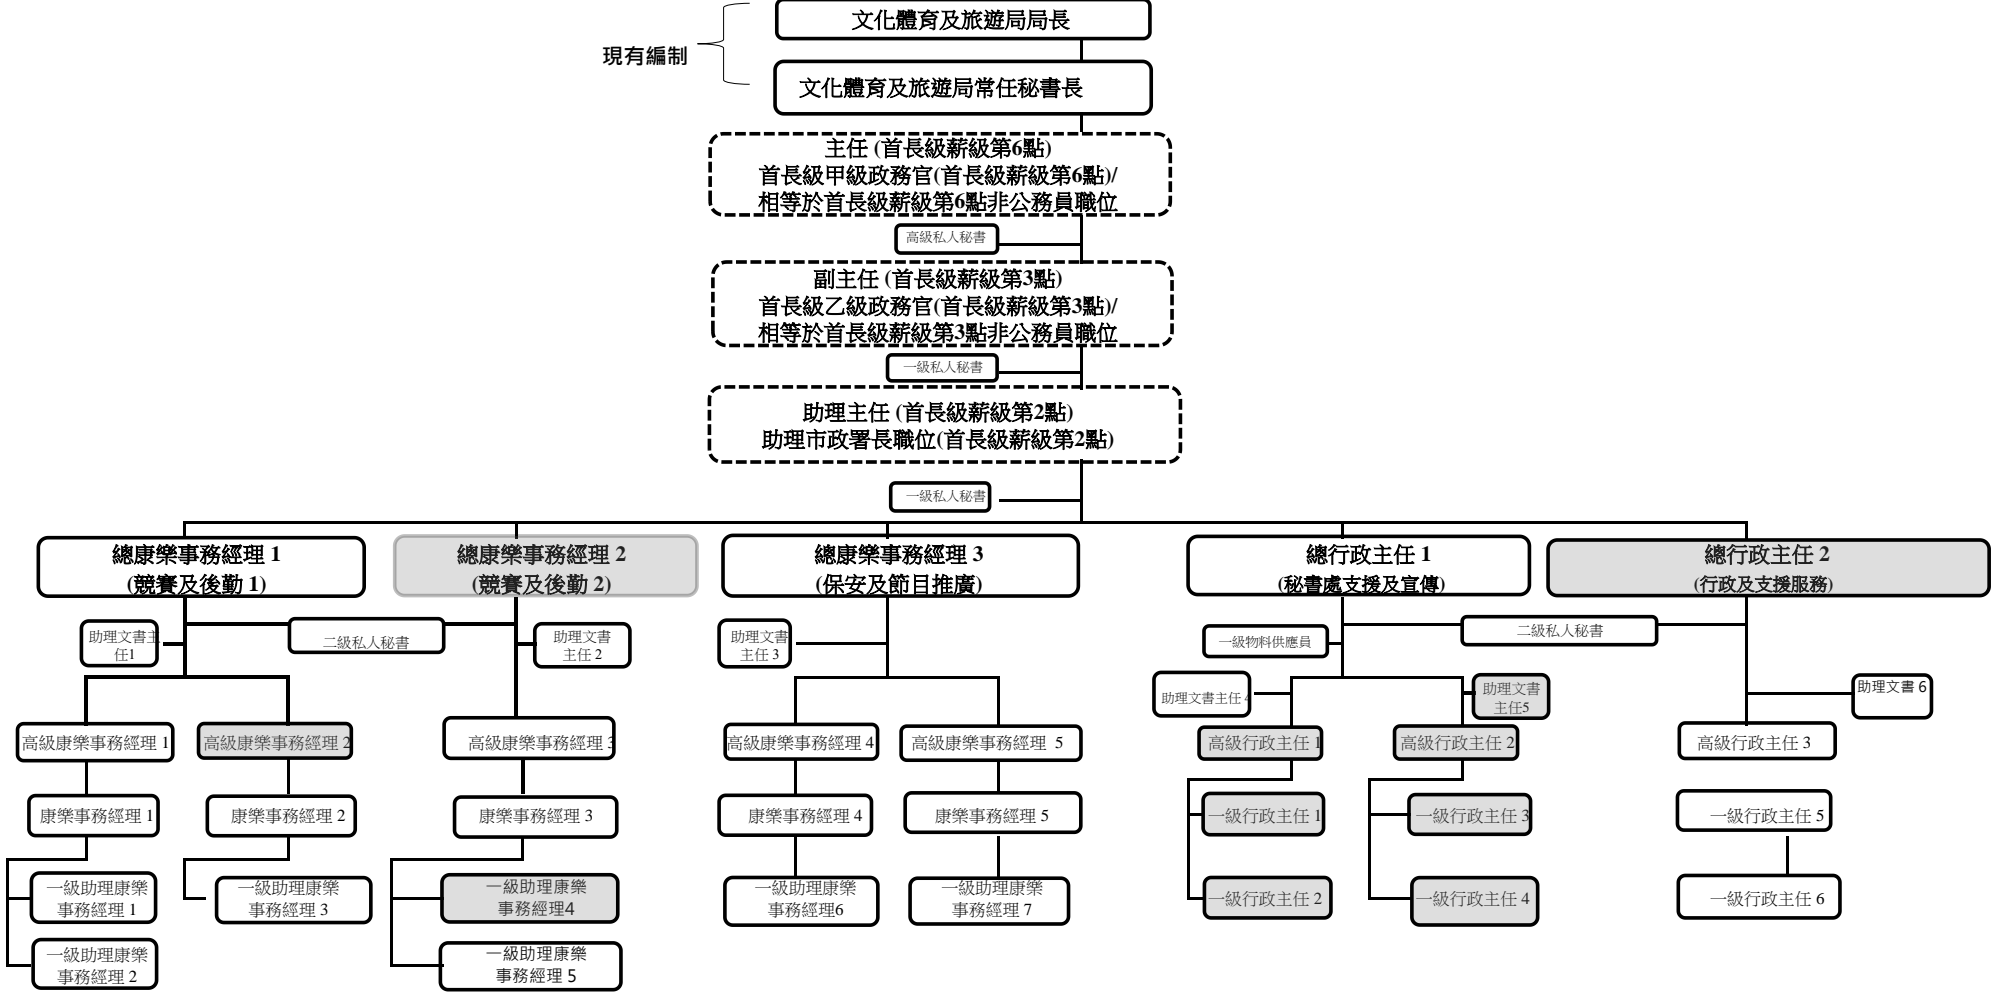 文化體育及旅遊局局長
現有編制
文化體育及旅遊局常任秘書長
主任 (首長級薪級第6點)
首長級甲級政務官(首長級薪級第6點)/
相等於首長級薪級第6點非公務員職位
高級私人秘書
副主任 (首長級薪級第3點)
首長級乙級政務官(首長級薪級第3點)/
相等於首長級薪級第3點非公務員職位
一級私人秘書
助理主任 (首長級薪級第2點)
助理市政署長職位(首長級薪級第2點)
一級私人秘書
總康樂事務經理 1
(競賽及後勤 1)
總康樂事務經理 2
(競賽及後勤 2)
總康樂事務經理 3
(保安及節目推廣)
總行政主任 1
(秘書處支援及宣傳)
總行政主任 2
(行政及支援服務)
助理文書主
任1
二級私人秘書
助理文書
主任 2
助理文書
主任 3
一級物料供應員
二級私人秘書
助理文書主任 4
助理文書
主任5
助理文書 6
高級康樂事務經理 1
高級康樂事務經理 2
高級康樂事務經理 3
高級康樂事務經理 4
高級康樂事務經理 5
高級行政主任 1
高級行政主任 2
高級行政主任 3
康樂事務經理 1
康樂事務經理 2
康樂事務經理 3
康樂事務經理 4
康樂事務經理 5
一級行政主任 1
一級行政主任 3
一級行政主任 5
一級助理康樂
事務經理 1
一級助理康樂
事務經理 3
一級助理康樂
事務經理4
一級助理康樂
事務經理6
一級助理康樂
事務經理 7
一級行政主任 2
一級行政主任 4
一級行政主任 6
一級助理康樂
事務經理 2
一級助理康樂
事務經理 5